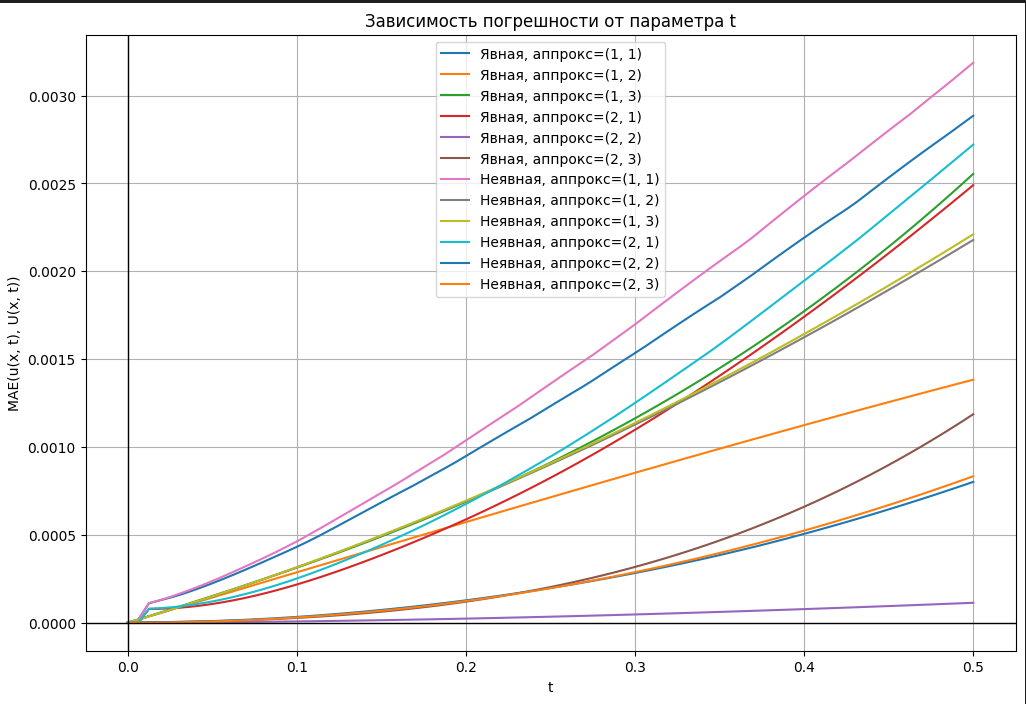 Зависимость погрешности от параметра t
Явная, аппрокс=(1, 1)
Явная, аппрокс=(1, 2)
Явная, аппрокс=(1, 3)
Явная, аппрокс=(2, 1)
Явная, аппрокс=(2, 2)
Явная, аппрокс=(2, 3)
Неявная, аппрокс=(1, 1)
Неявная, аппрокс=(1, 2)
Неявная, аппрокс=(1, 3)
Неявная, аппрокс=(2, 1)
Неявная, аппрокс=(2, 2)
Неявная, аппрокс=(2, 3)
MAE(u(x, t), U(x, t))
0.0030
0.0025
0.0020
0.0015
0.0010
0.0005
0.0000
0.0 0.1 0.2 0.3 0.4 0.5
t